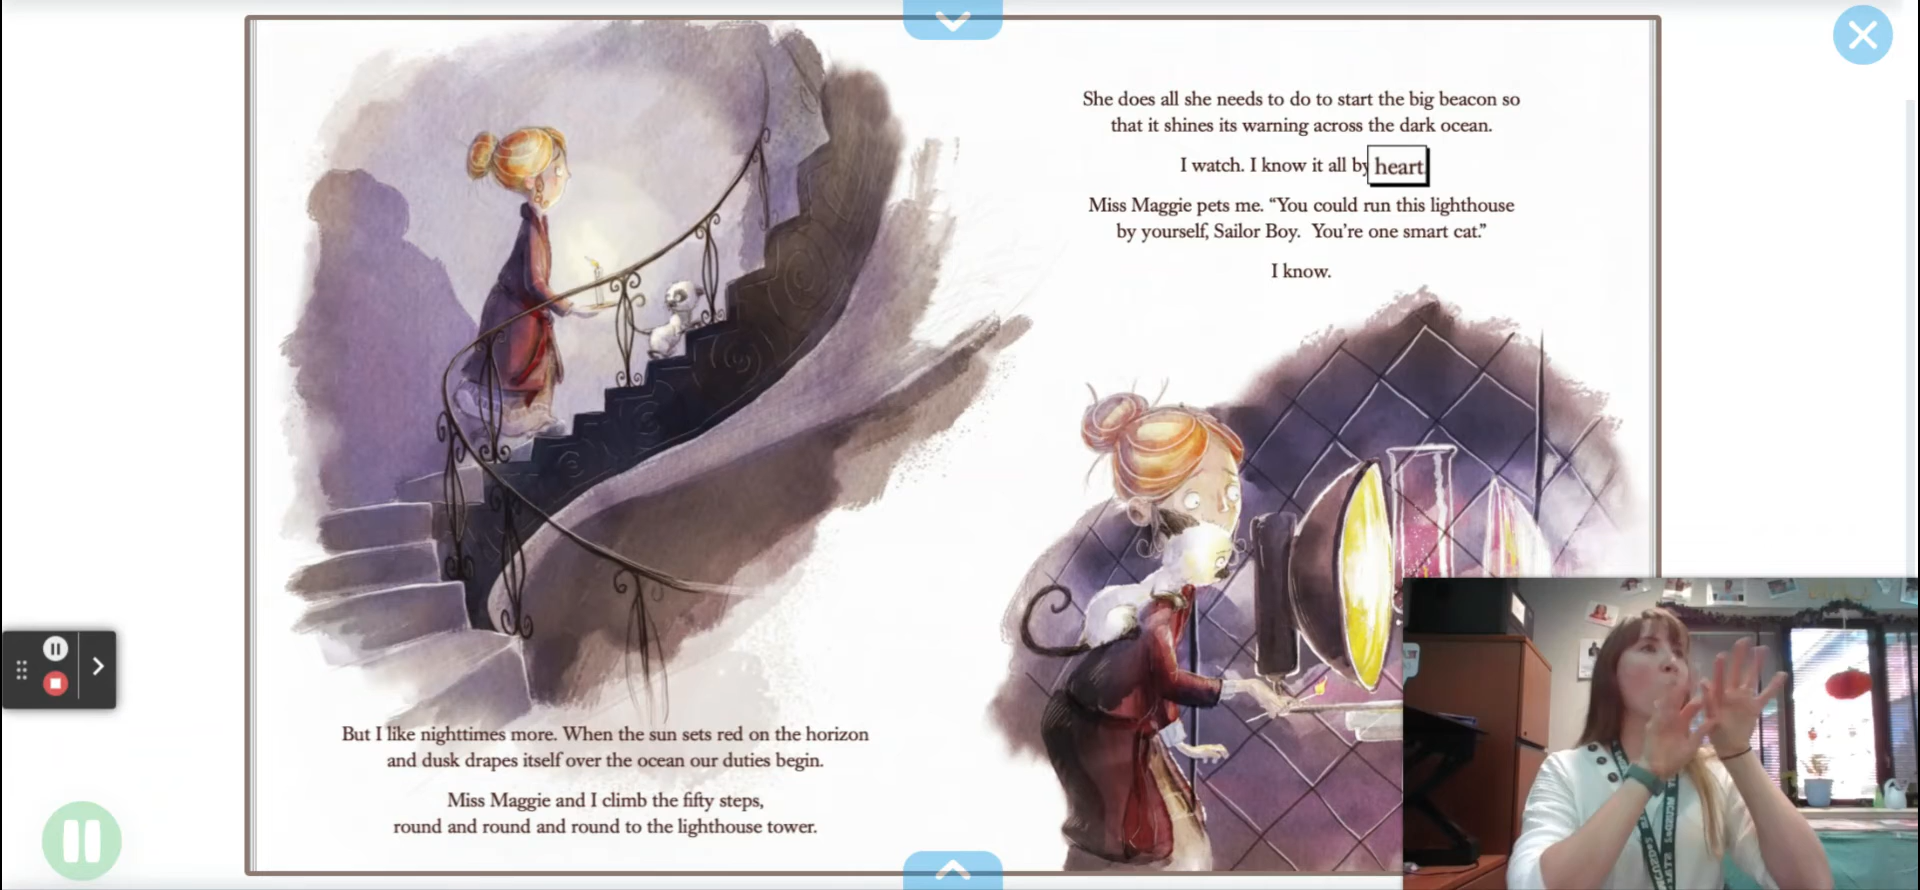 But I like nighttimes more. When the sun sets red on the horizon
and dusk drapes itself over the ocean our duties begin.
Miss Maggie and I climb the fifty steps,
round and round and round to the lighthouse tower.
She does all she needs to do to start the big beacon so
that it shines its warning across the dark ocean.
I watch. I know it all by heart.
Miss Maggie pets me. “You could run this lighthouse
by yourself, Sailor Boy. You’re one smart cat.”
I know.